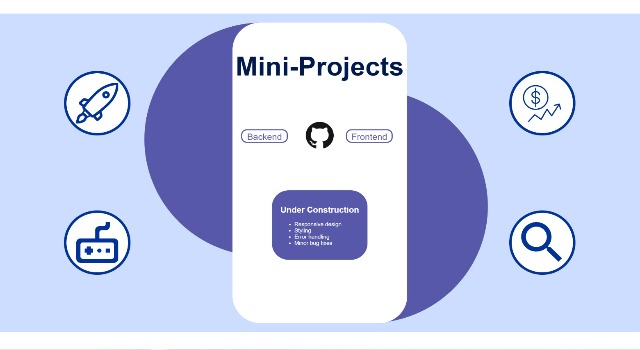 Mini-Projects
Backend
Frontend
Under Construction
Responsive design
Styling
Error handling
Minor bug fixes